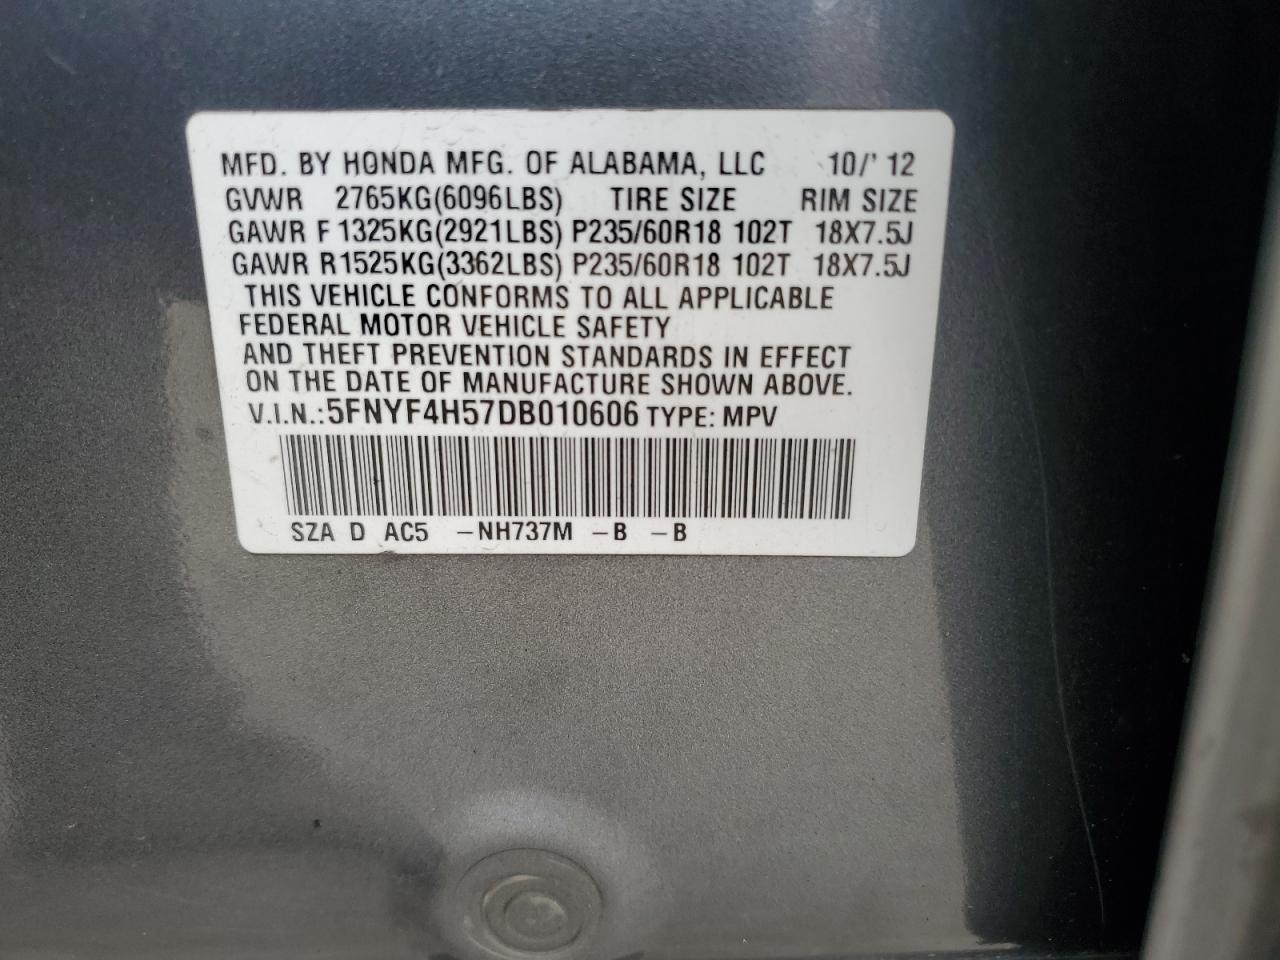 MFD. BY HONDA MFG. OF ALABAMA, LLC 10/' 12
GVWR 2765KG(6096LBS) TIRE SIZE RIM SIZE
GAWR F 1325KG(2921LBS) P235/60R18 102T 18X7.5J
GAWR R1525KG(3362LBS) P235/60R18 102T 18X7.5J
THIS VEHICLE CONFORMS TO ALL APPLICABLE
FEDERAL MOTOR VEHICLE SAFETY
AND THEFT PREVENTION STANDARDS IN EFFECT
ON THE DATE OF MANUFACTURE SHOWN ABOVE.
V.I.N.:5FNYF4H57DB010606 TYPE: MPV
SZA D AC5 -NH737M -B -B